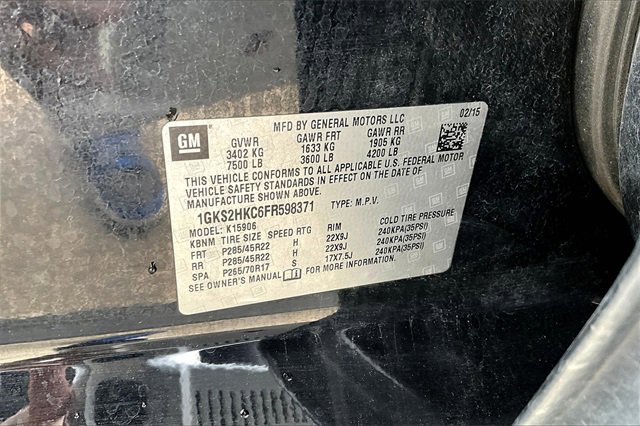 MFD BY GENERAL MOTORS LLC 02/15
GM
GVWR GAWR FRT GAWR RR
3402 KG 1633 KG 1905 KG
7500 LB 3600 LB 4200 LB
THIS VEHICLE CONFORMS TO ALL APPLICABLE U.S. FEDERAL MOTOR
VEHICLE SAFETY STANDARDS IN EFFECT ON THE DATE OF
MANUFACTURE SHOWN ABOVE.
1GKS2HKC6FR598371 TYPE: M.P.V.
MODEL: K15906
KBNM TIRE SIZE SPEED RTG RIM COLD TIRE PRESSURE
FRT P285/45R22 H 22X9J 240KPA(35PSI)
RR P285/45R22 H 22X9J 240KPA(35PSI)
SPA P265/70R17 S 17X7.5J 240KPA(35PSI)
SEE OWNER'S MANUAL FOR MORE INFORMATION.